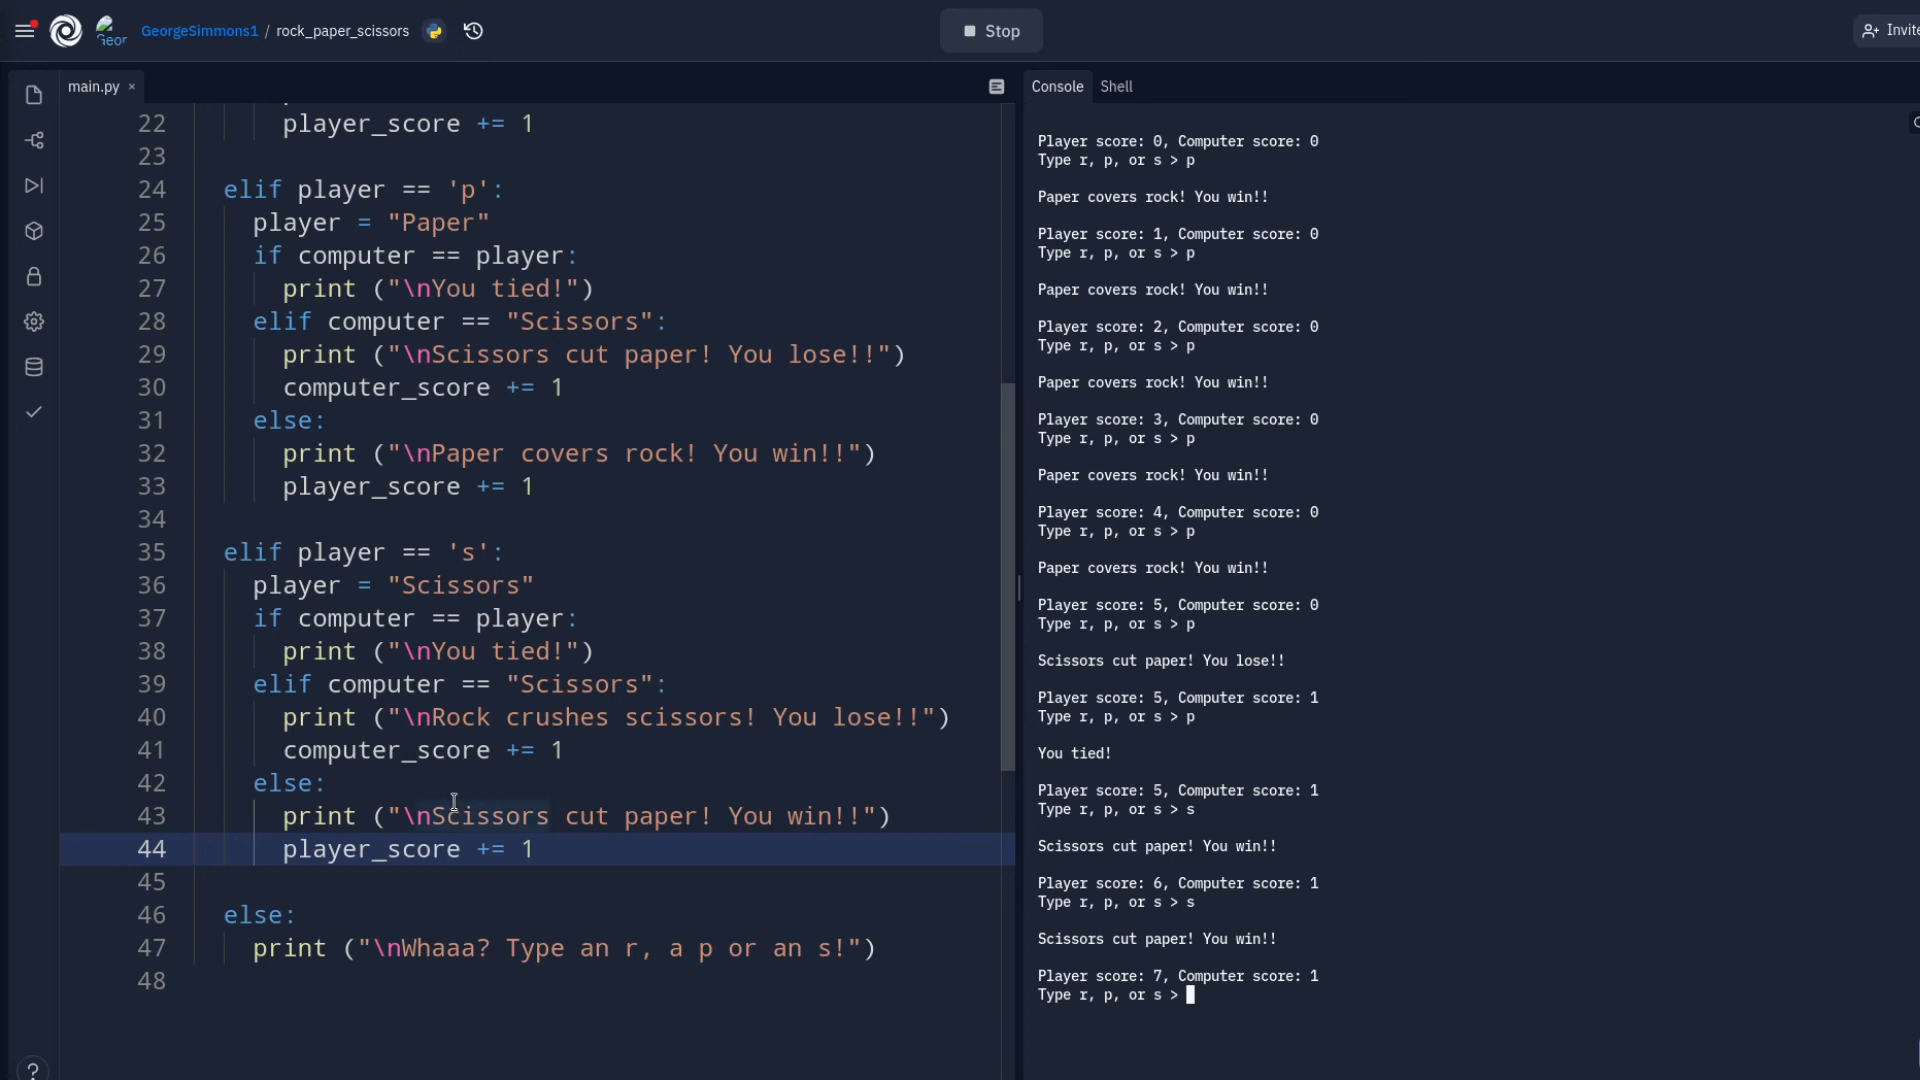 Geor
GeorgeSimmons1 / rock_paper_scissors
Stop
Invite
main.py ×
22 player_score += 1
23
24 elif player == 'p':
25 player = "Paper"
26 if computer == player:
27 print ("\nYou tied!")
28 elif computer == "Scissors":
29 print ("\nScissors cut paper! You lose!!")
30 computer_score += 1
31 else:
32 print ("\nPaper covers rock! You win!!")
33 player_score += 1
34
35 elif player == 's':
36 player = "Scissors"
37 if computer == player:
38 print ("\nYou tied!")
39 elif computer == "Scissors":
40 print ("\nRock crushes scissors! You lose!!")
41 computer_score += 1
42 else:
43 print ("\nScissors cut paper! You win!!")
44 player_score += 1
45
46 else:
47 print ("\nWhaaa? Type an r, a p or an s!")
48
?
Console Shell
Player score: 0, Computer score: 0
Type r, p, or s > p
Paper covers rock! You win!!
Player score: 1, Computer score: 0
Type r, p, or s > p
Paper covers rock! You win!!
Player score: 2, Computer score: 0
Type r, p, or s > p
Paper covers rock! You win!!
Player score: 3, Computer score: 0
Type r, p, or s > p
Paper covers rock! You win!!
Player score: 4, Computer score: 0
Type r, p, or s > p
Paper covers rock! You win!!
Player score: 5, Computer score: 0
Type r, p, or s > p
Scissors cut paper! You lose!!
Player score: 5, Computer score: 1
Type r, p, or s > p
You tied!
Player score: 5, Computer score: 1
Type r, p, or s > s
Scissors cut paper! You win!!
Player score: 6, Computer score: 1
Type r, p, or s > s
Scissors cut paper! You win!!
Player score: 7, Computer score: 1
Type r, p, or s >